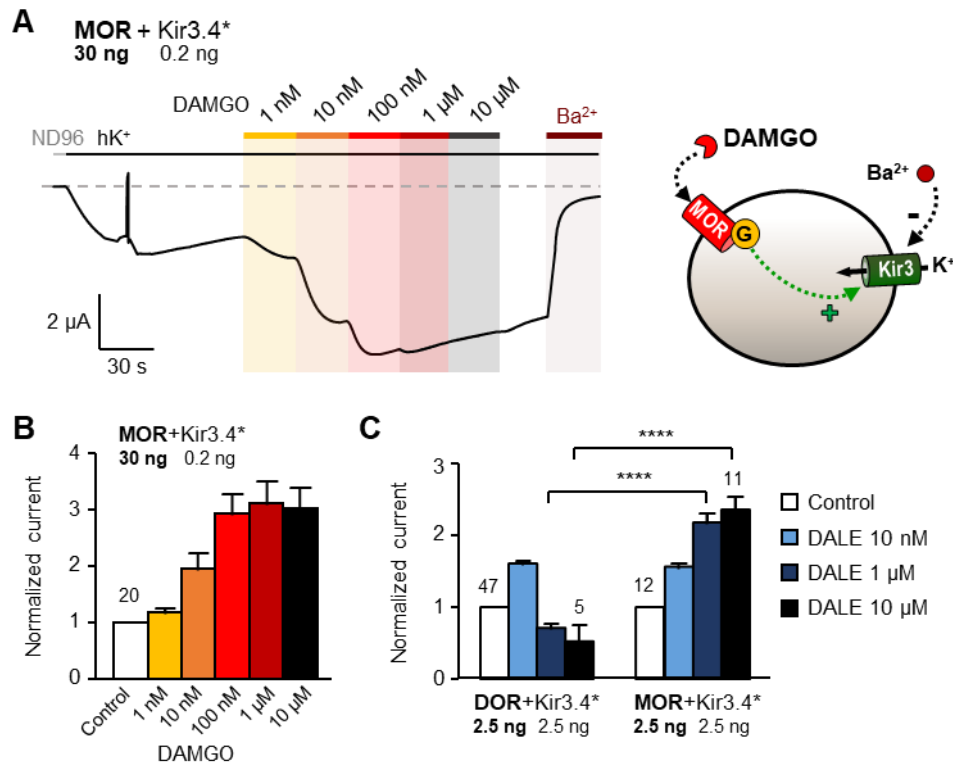 A
MOR + Kir3.4*
30 ng 0.2 ng
DAMGO 1 nM 10 nM 100 nM 1 µM 10 µM Ba²⁺
ND96 hK⁺
2 µA
30 s
DAMGO
Ba²⁺
MOR
G
-
Kir3
K⁺
+
B
MOR+Kir3.4*
30 ng 0.2 ng
Normalized current
4
3
2
1
0
20
Control 1 nM 10 nM 100 nM 1 µM 10 µM
DAMGO
C
Normalized current
3
2
1
0
****
****
47
5
12
11
DOR+Kir3.4* MOR+Kir3.4*
2.5 ng 2.5 ng 2.5 ng 2.5 ng
Control
DALE 10 nM
DALE 1 µM
DALE 10 µM